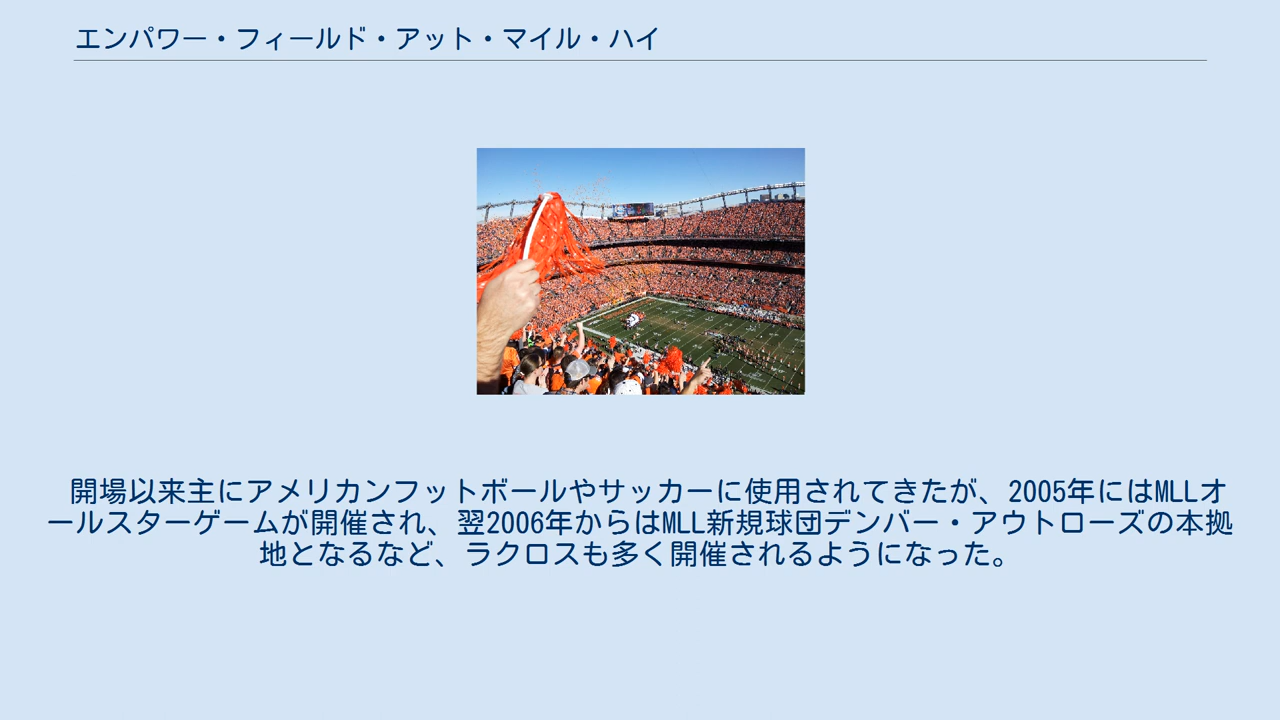 エンパワー・フィールド・アット・マイル・ハイ
開場以来主にアメリカンフットボールやサッカーに使用されてきたが、2005年にはMLLオ
ールスターゲームが開催され、翌2006年からはMLL新規球団デンバー・アウトローズの本拠
地となるなど、ラクロスも多く開催されるようになった。